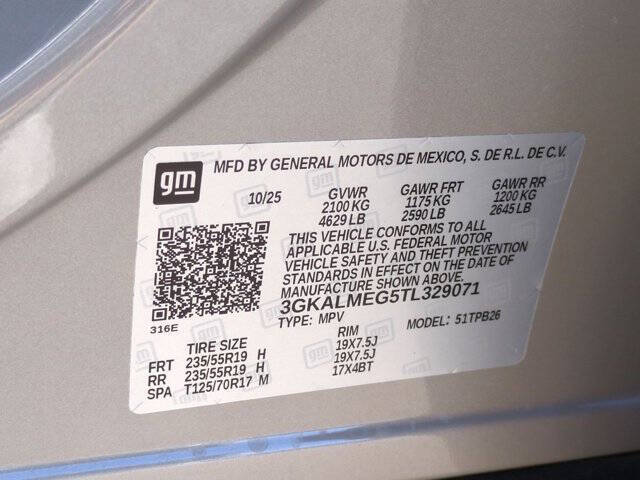 gm
MFD BY GENERAL MOTORS DE MEXICO, S. DE R.L. DE C.V.
10/25 GVWR GAWR FRT GAWR RR
2100 KG 1175 KG 1200 KG
4629 LB 2590 LB 2645 LB
THIS VEHICLE CONFORMS TO ALL
APPLICABLE U.S. FEDERAL MOTOR
VEHICLE SAFETY AND THEFT PREVENTION
STANDARDS IN EFFECT ON THE DATE OF
MANUFACTURE SHOWN ABOVE.
3GKALMEG5TL329071
316E
TYPE: MPV MODEL: 51TPB26
TIRE SIZE RIM
FRT 235/55R19 H 19X7.5J
RR 235/55R19 H 19X7.5J
SPA T125/70R17 M 17X4BT